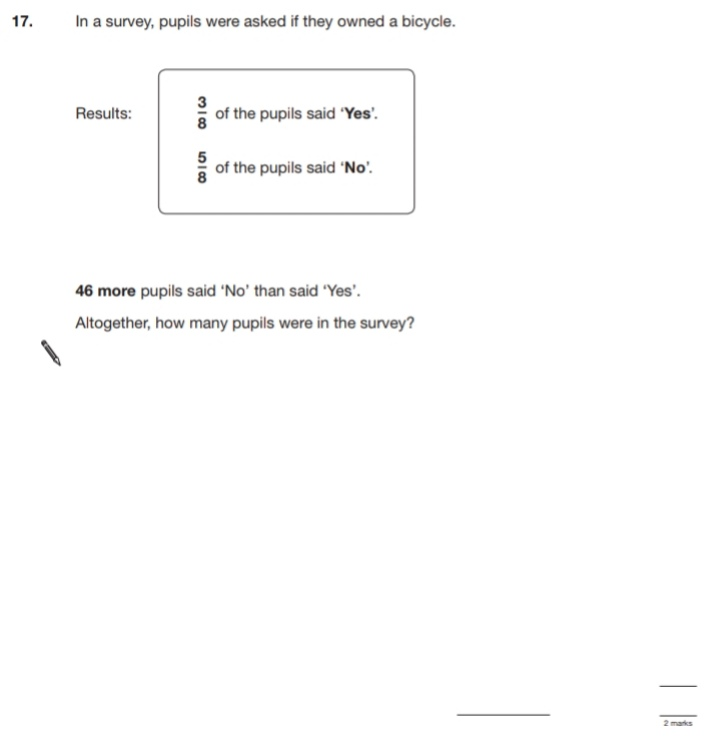 17. In a survey, pupils were asked if they owned a bicycle.
Results:
3/8 of the pupils said ‘Yes’.
5/8 of the pupils said ‘No’.
46 more pupils said ‘No’ than said ‘Yes’.
Altogether, how many pupils were in the survey?
2 marks